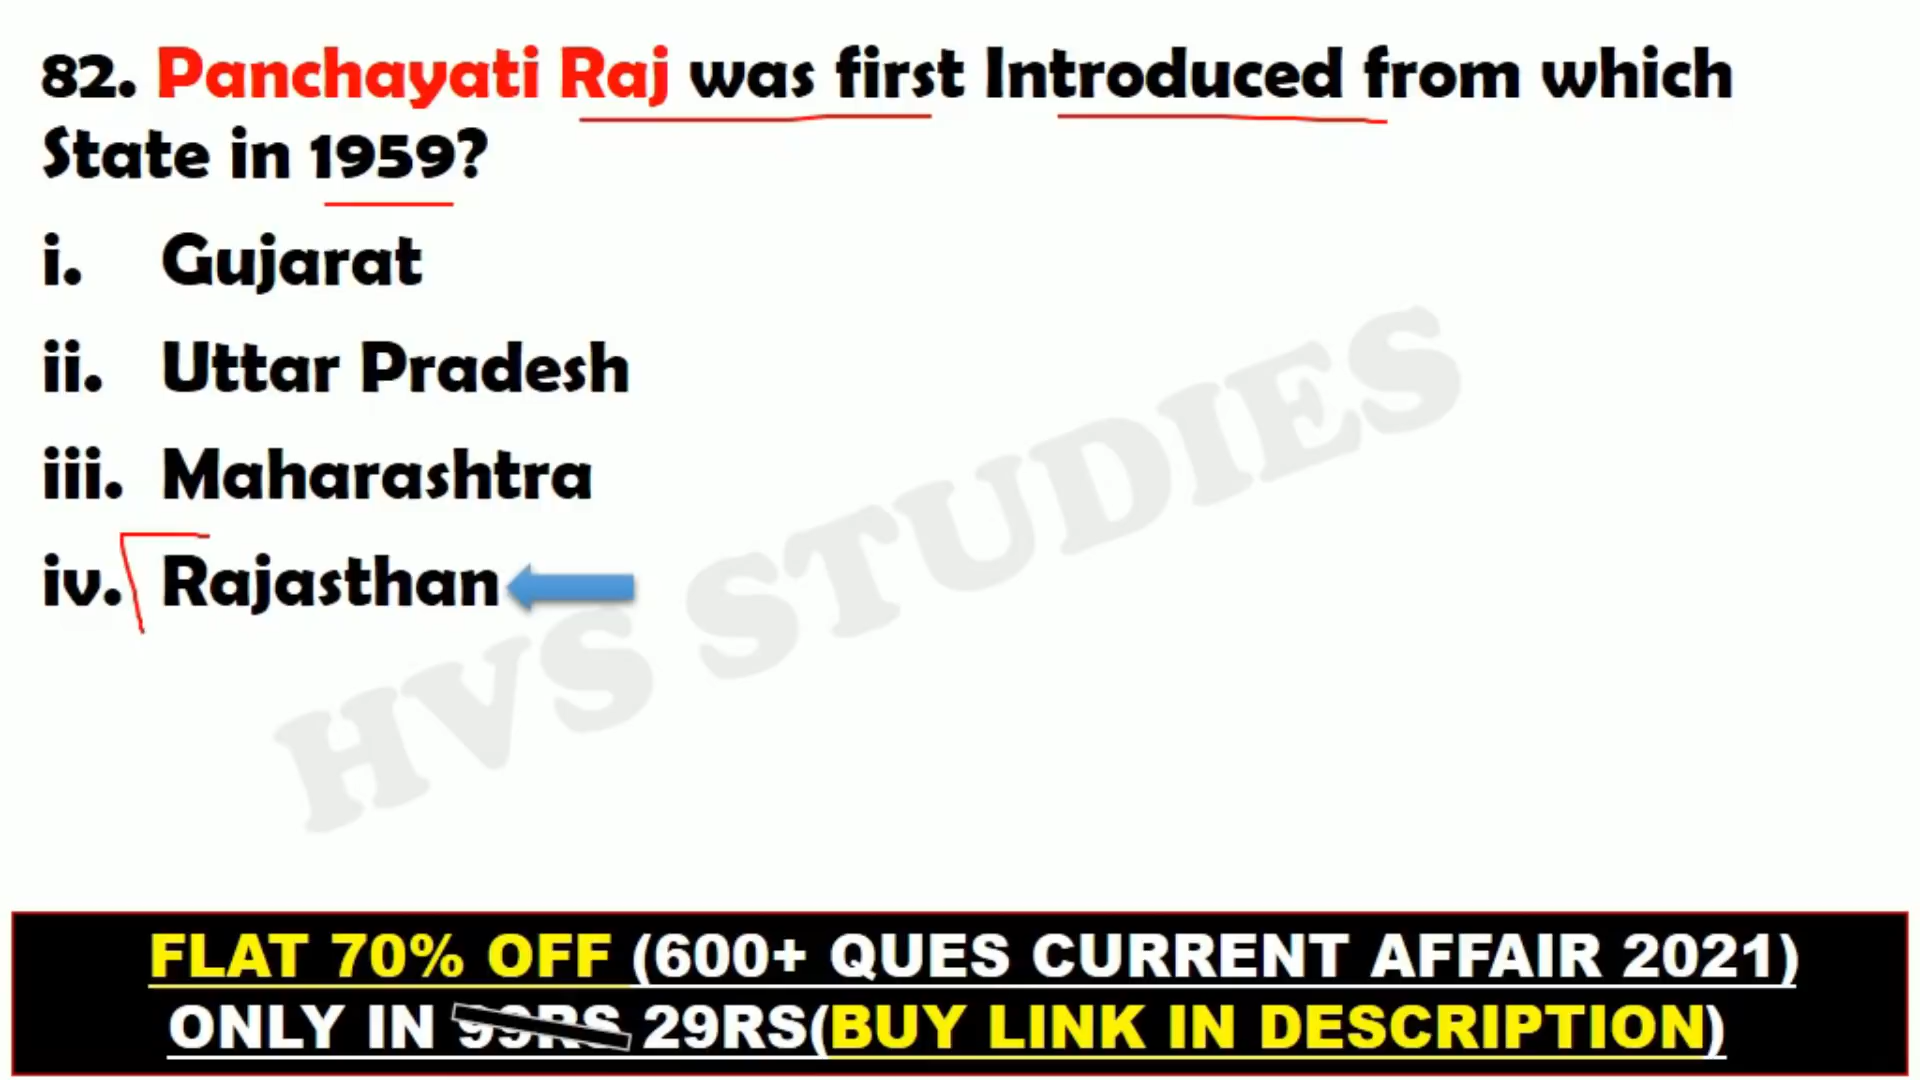 82. Panchayati Raj was first Introduced from which
State in 1959?
i. Gujarat
ii. Uttar Pradesh
iii. Maharashtra
iv. Rajasthan
HVS STUDIES
FLAT 70% OFF (600+ QUES CURRENT AFFAIR 2021)
ONLY IN 99RS 29RS(BUY LINK IN DESCRIPTION)